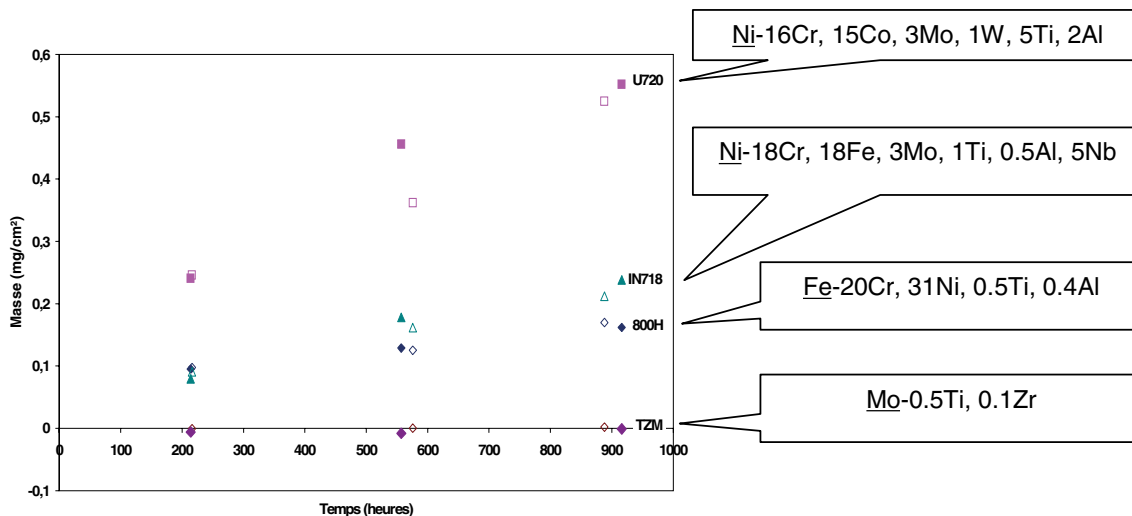 Ni-16Cr, 15Co, 3Mo, 1W, 5Ti, 2Al
0,6
U720
0,5
Ni-18Cr, 18Fe, 3Mo, 1Ti, 0.5Al, 5Nb
0,4
Masse (mg/cm²)
0,3
IN718
Fe-20Cr, 31Ni, 0.5Ti, 0.4Al
0,2
800H
0,1
Mo-0.5Ti, 0.1Zr
TZM
0
0 100 200 300 400 500 600 700 800 900 1000
-0,1
Temps (heures)